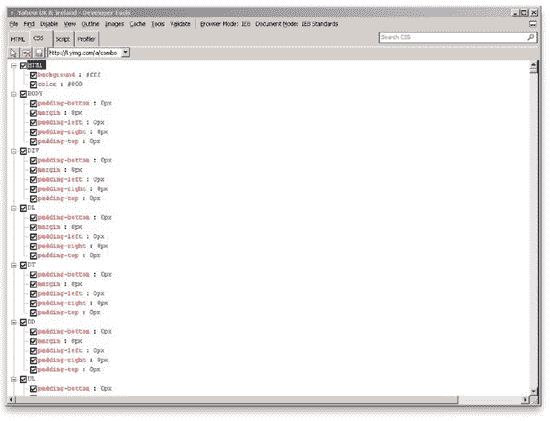 Yahoo! UK & Ireland - Developer Tools
File Find Disable View Outline Images Cache Tools Validate Browser Mode: IE8 Document Mode: IE8 Standards
HTML CSS Script Profiler Search CSS
http://l.yimg.com/a/combo
HTML
background : #fff
color : #000
BODY
padding-bottom : 0px
margin : 0px
padding-left : 0px
padding-right : 0px
padding-top : 0px
DIV
padding-bottom : 0px
margin : 0px
padding-left : 0px
padding-right : 0px
padding-top : 0px
DL
padding-bottom : 0px
margin : 0px
padding-left : 0px
padding-right : 0px
padding-top : 0px
DT
padding-bottom : 0px
margin : 0px
padding-left : 0px
padding-right : 0px
padding-top : 0px
DD
padding-bottom : 0px
margin : 0px
padding-left : 0px
padding-right : 0px
padding-top : 0px
UL
padding-bottom : 0px